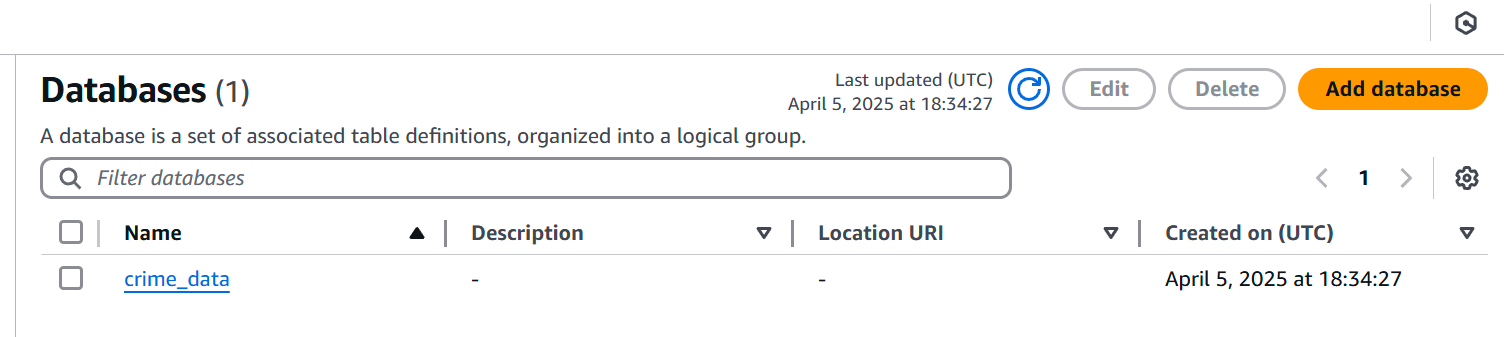 Databases (1)
Last updated (UTC)
April 5, 2025 at 18:34:27
Edit
Delete
Add database
A database is a set of associated table definitions, organized into a logical group.
Filter databases
1
Name Description Location URI Created on (UTC)
crime_data - - April 5, 2025 at 18:34:27